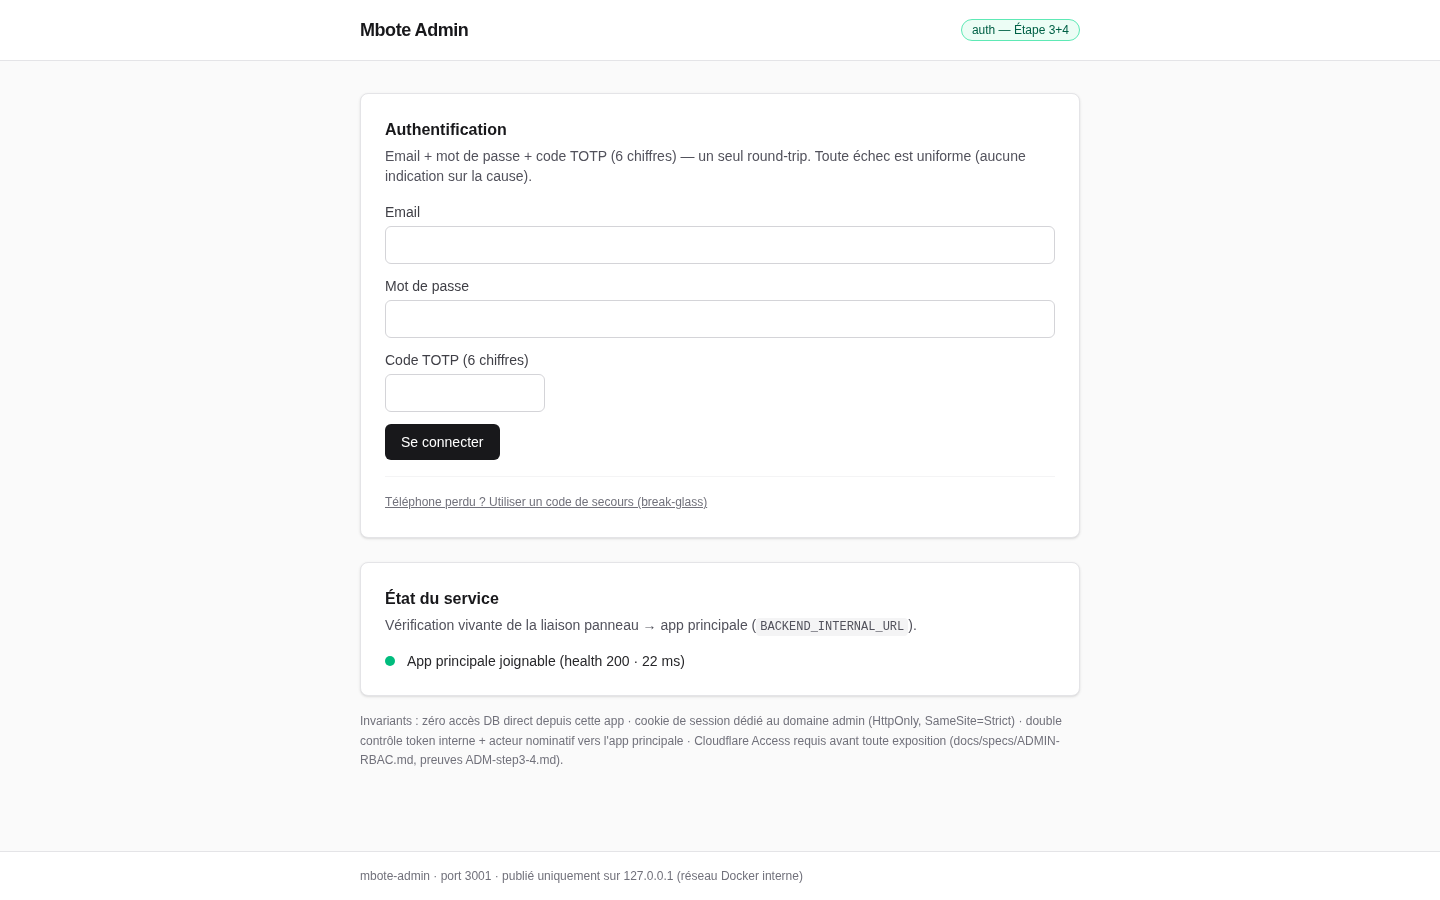 Mbote Admin
auth — Étape 3+4
Authentification
Email + mot de passe + code TOTP (6 chiffres) — un seul round-trip. Toute échec est uniforme (aucune
indication sur la cause).
Email
Mot de passe
Code TOTP (6 chiffres)
Se connecter
Téléphone perdu ? Utiliser un code de secours (break-glass)
État du service
Vérification vivante de la liaison panneau → app principale ( BACKEND_INTERNAL_URL ).
App principale joignable (health 200 · 22 ms)
Invariants : zéro accès DB direct depuis cette app · cookie de session dédié au domaine admin (HttpOnly, SameSite=Strict) · double
contrôle token interne + acteur nominatif vers l'app principale · Cloudflare Access requis avant toute exposition (docs/specs/ADMIN-
RBAC.md, preuves ADM-step3-4.md).
mbote-admin · port 3001 · publié uniquement sur 127.0.0.1 (réseau Docker interne)